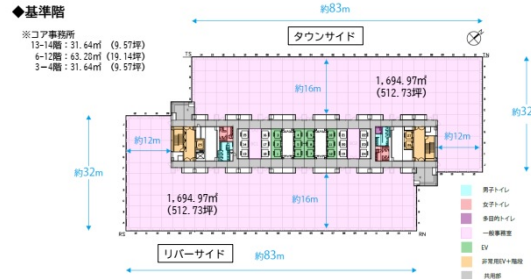 ◆基準階
※コア事務所
13-14階：31.64㎡ (9.57坪)
6-12階：63.28㎡ (19.14坪)
3-4階：31.64㎡ (9.57坪)
約83m
タウンサイド
TS
TN
1,694.97㎡
(512.73坪)
約16m
約32m
約12m
約12m
約32m
約16m
1,694.97㎡
(512.73坪)
RS
RN
リバーサイド
約83m
男子トイレ
女子トイレ
多目的トイレ
一般事務室
EV
非常用EV+階段
共用部